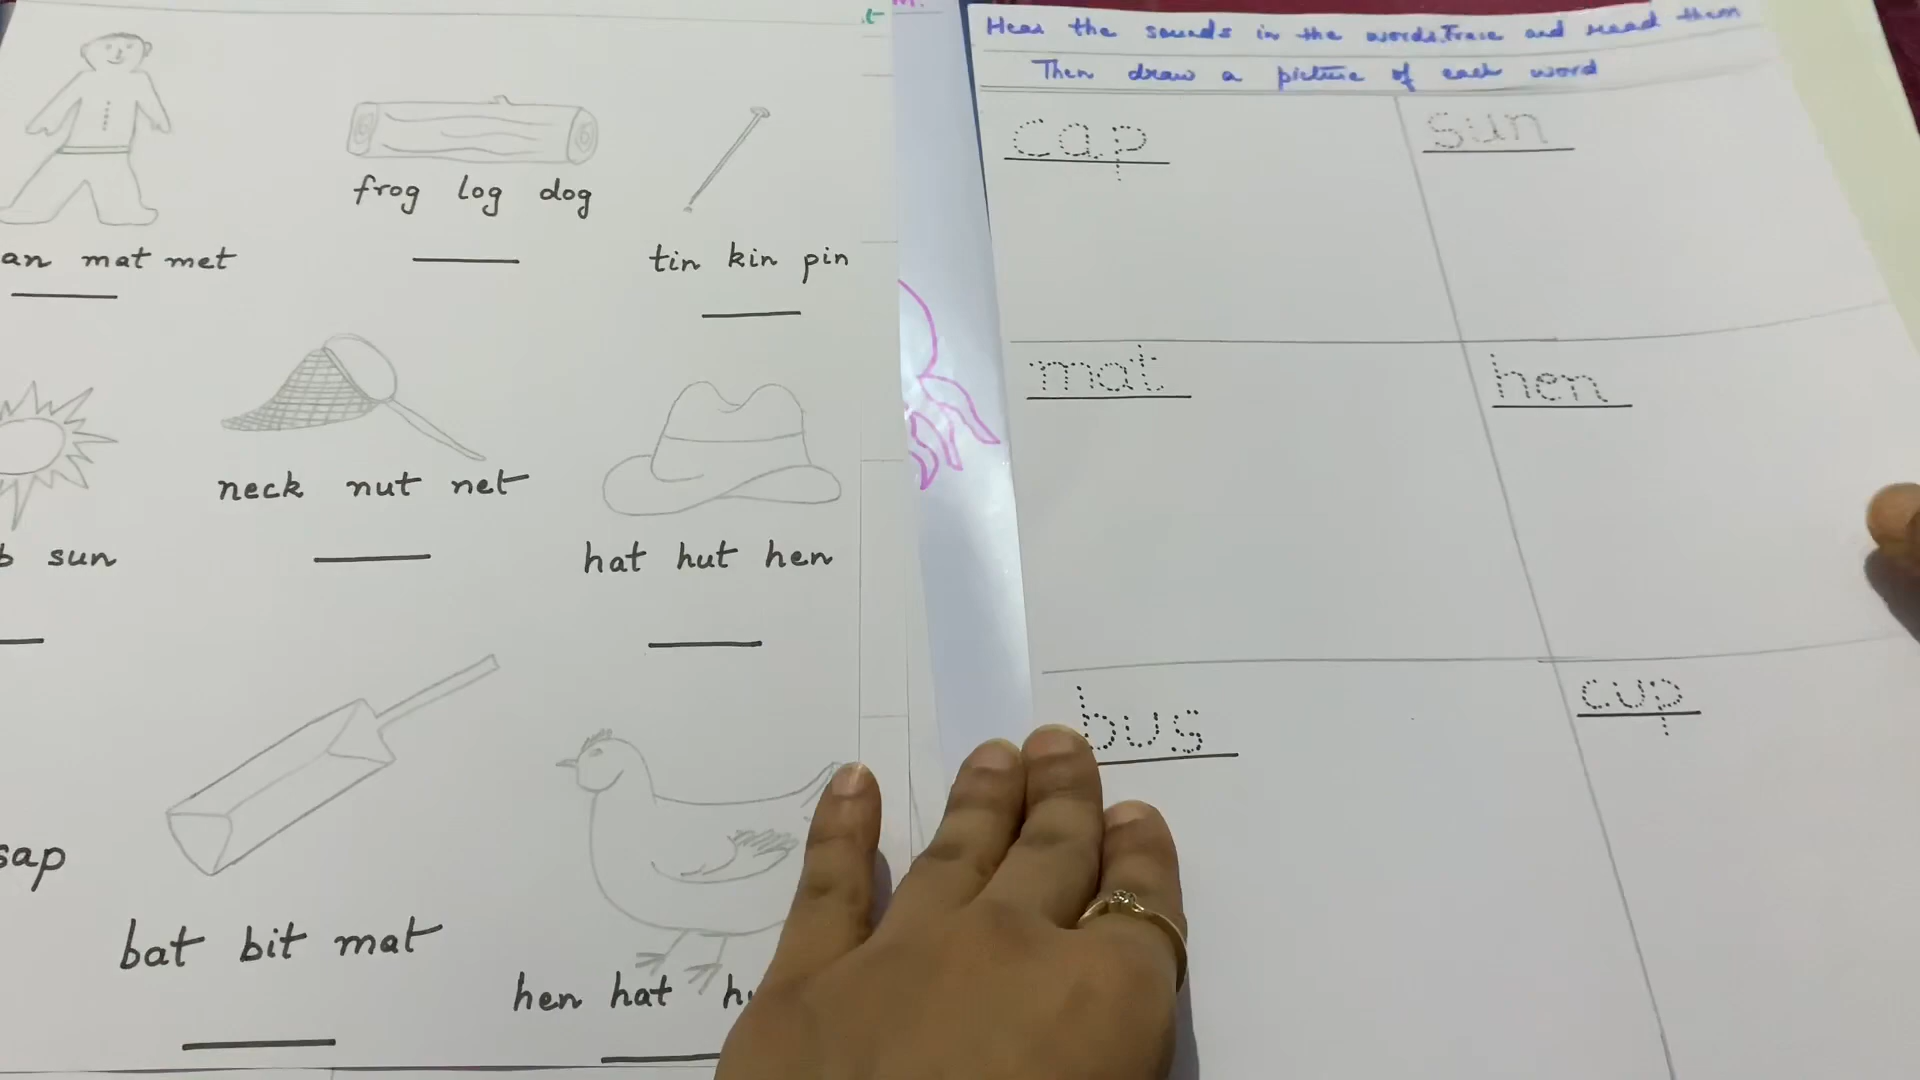 frog log dog
mat met
tin kin pin
neck nut net
sun
hat hut hen
sap
bat bit mat
hen hat
Hear the sounds in the words. Trace and read them
Then draw a picture of each word
cap
sun
mat
hen
bus
cup